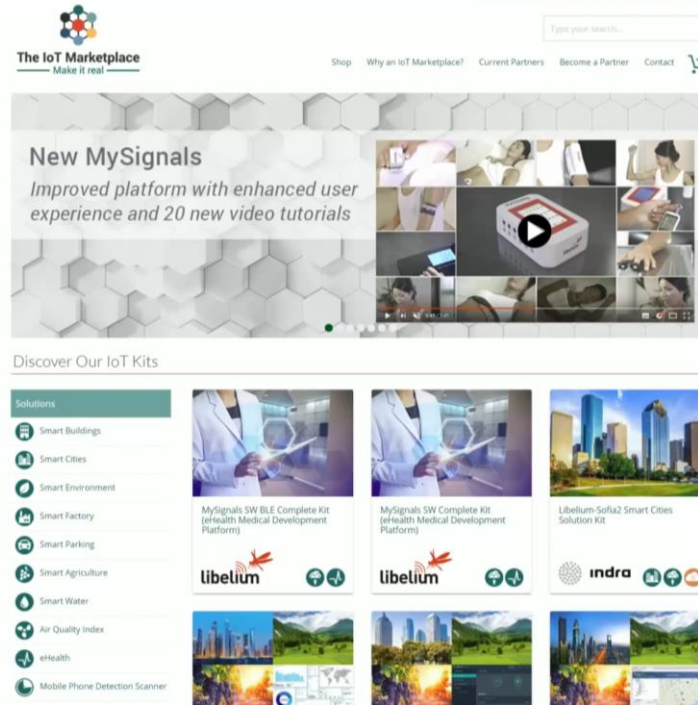 The IoT Marketplace
Make it real
Type your search...
Shop
Why an IoT Marketplace?
Current Partners
Become a Partner
Contact
New MySignals
Improved platform with enhanced user
experience and 20 new video tutorials
Discover Our IoT Kits
Solutions
Smart Buildings
Smart Cities
Smart Environment
Smart Factory
Smart Parking
Smart Agriculture
Smart Water
Air Quality Index
eHealth
Mobile Phone Detection Scanner
MySignals SW BLE Complete Kit
(eHealth Medical Development
Platform)
libelium
MySignals SW Complete Kit
(eHealth Medical Development
Platform)
libelium
Libelium-Sofia2 Smart Cities
Solution Kit
indra